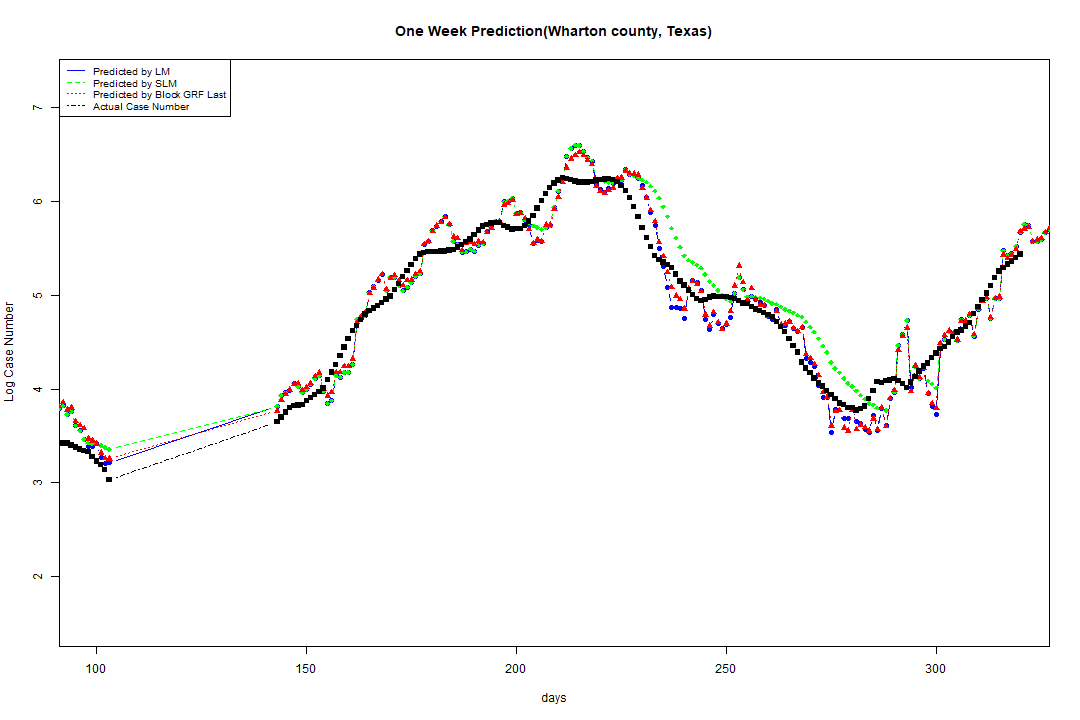 One Week Prediction(Wharton county, Texas)
Predicted by LM
Predicted by SLM
Predicted by Block GRF Last
Actual Case Number
7
6
5
4
3
2
Log Case Number
100 150 200 250 300
days